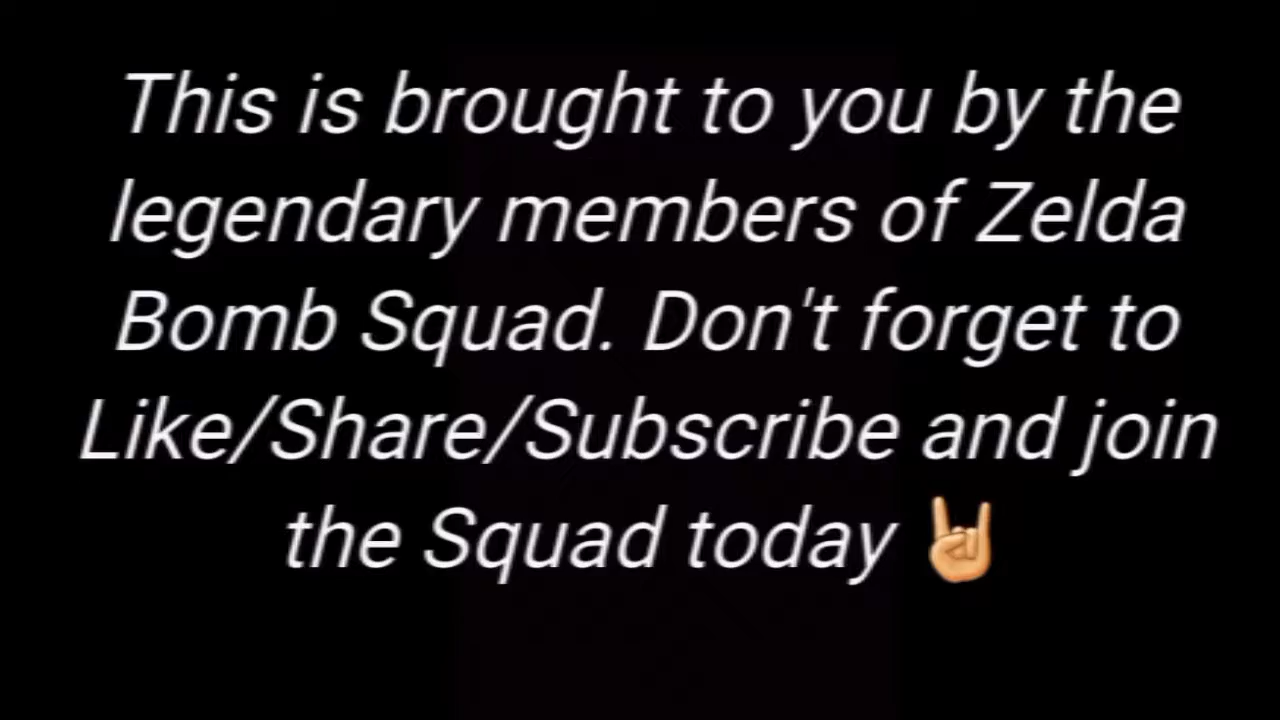 This is brought to you by the
legendary members of Zelda
Bomb Squad. Don't forget to
Like/Share/Subscribe and join
the Squad today 🤘